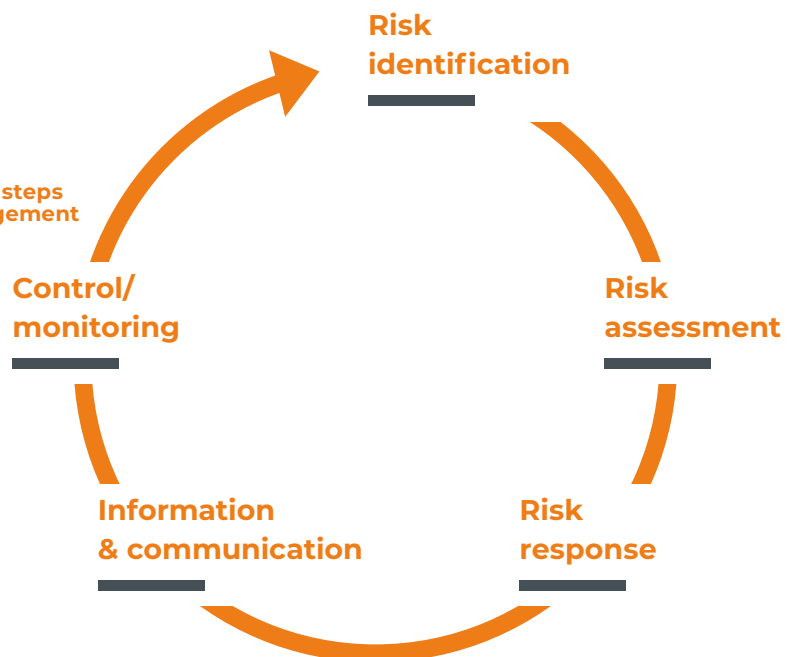 Risk
identification
steps
gement
Control/
monitoring
Risk
assessment
Information
& communication
Risk
response